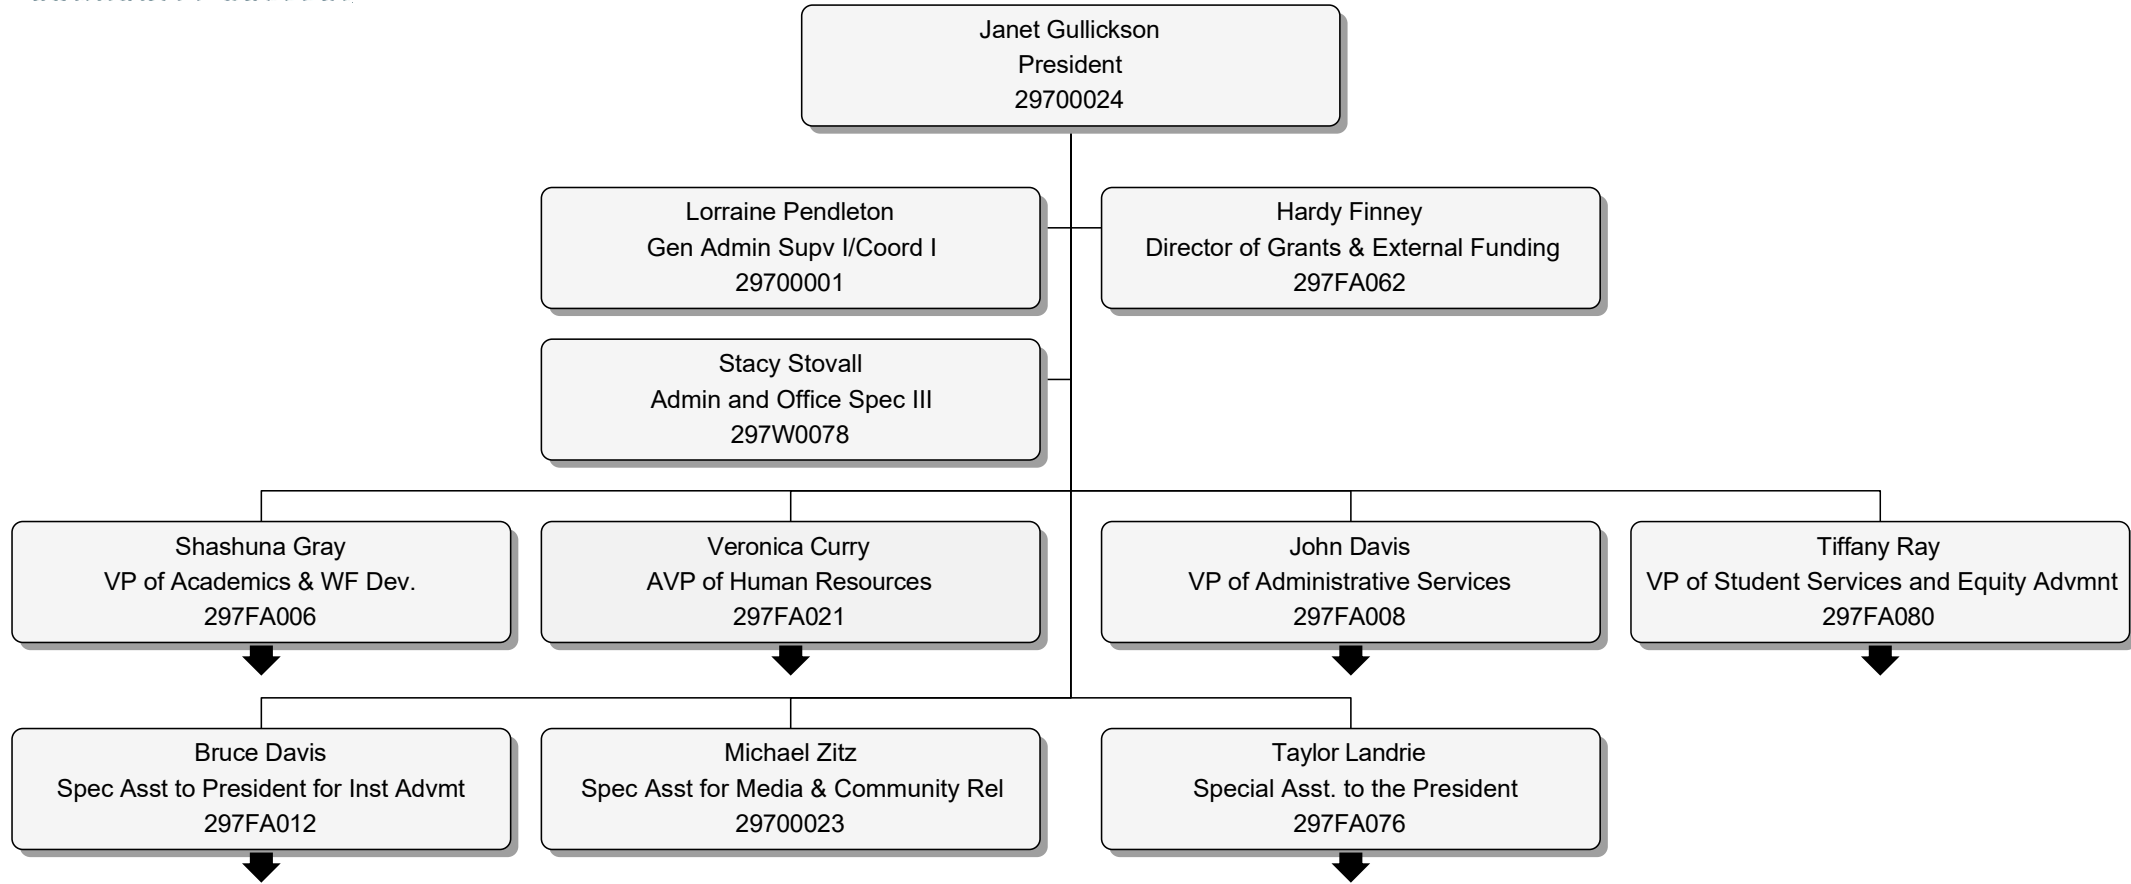 Janet Gullickson
President
29700024
Lorraine Pendleton
Gen Admin Supv I/Coord I
29700001
Hardy Finney
Director of Grants & External Funding
297FA062
Stacy Stovall
Admin and Office Spec III
297W0078
Shashuna Gray
VP of Academics & WF Dev.
297FA006
Veronica Curry
AVP of Human Resources
297FA021
John Davis
VP of Administrative Services
297FA008
Tiffany Ray
VP of Student Services and Equity Advmnt
297FA080
Bruce Davis
Spec Asst to President for Inst Advmt
297FA012
Michael Zitz
Spec Asst for Media & Community Rel
29700023
Taylor Landrie
Special Asst. to the President
297FA076